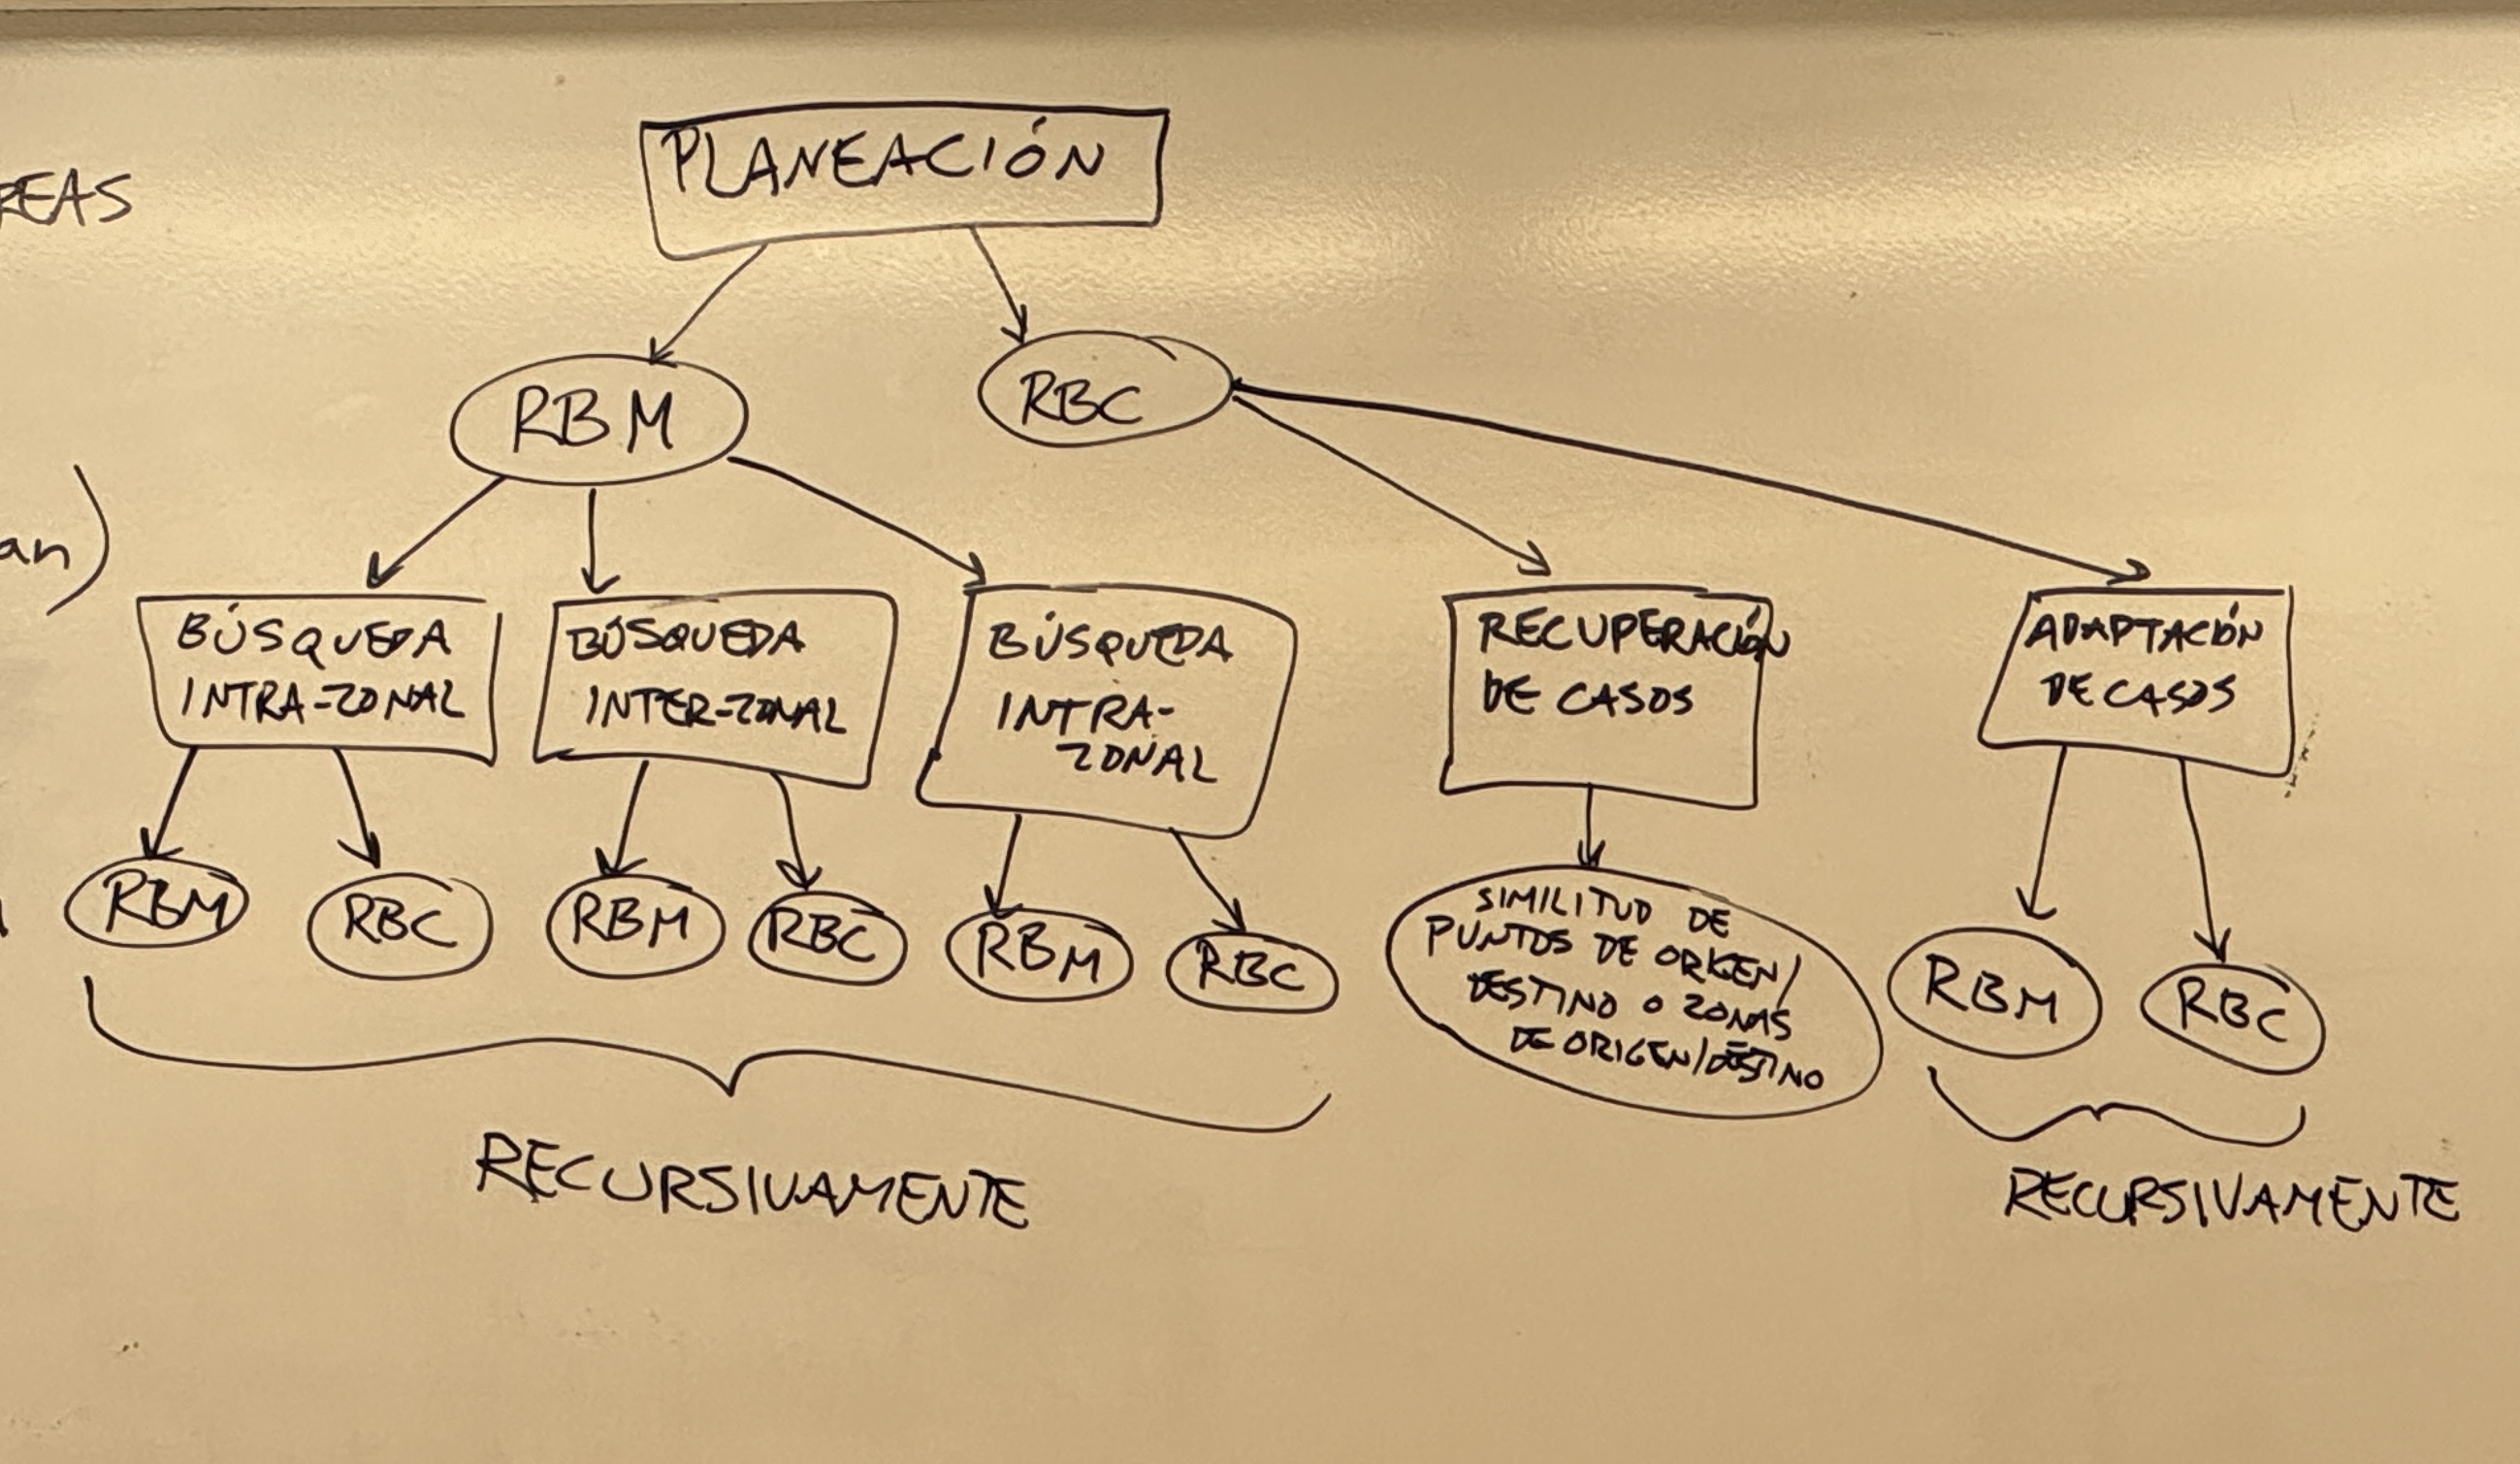 PLANEACIÓN
REAS
RBM
RBC
an)
BÚSQUEDA
INTRA-ZONAL
BÚSQUEDA
INTER-ZONAL
BÚSQUEDA
INTRA-
ZONAL
RECUPERACIÓN
DE CASOS
ADAPTACIÓN
DE CASOS
RBM
RBC
RBM
RBC
RBM
RBC
SIMILITUD DE
PUNTOS DE ORIGEN/
DESTINO O ZONAS
DE ORIGEN/DESTINO
RBM
RBC
RECURSIVAMENTE
RECURSIVAMENTE